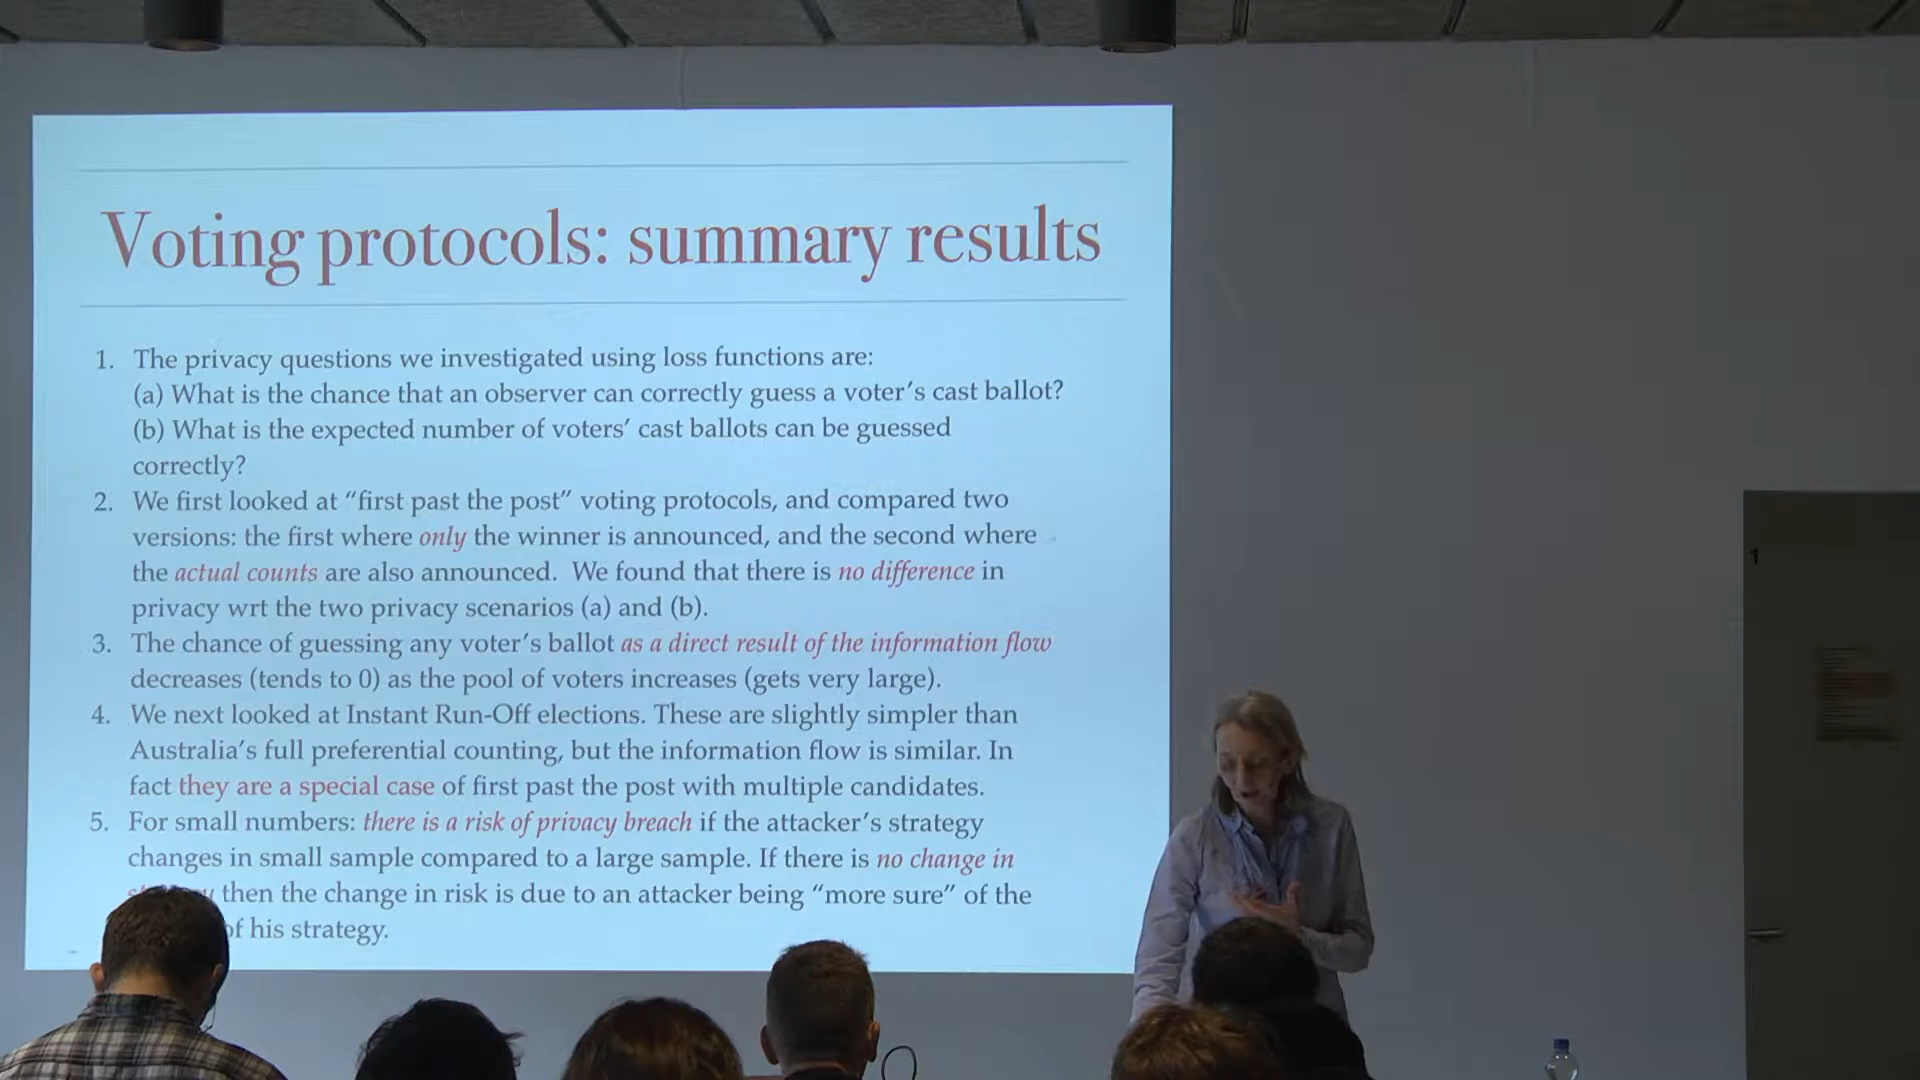 Voting protocols: summary results
1. The privacy questions we investigated using loss functions are:
(a) What is the chance that an observer can correctly guess a voter's cast ballot?
(b) What is the expected number of voters' cast ballots can be guessed
correctly?
2. We first looked at “first past the post” voting protocols, and compared two
versions: the first where only the winner is announced, and the second where
the actual counts are also announced. We found that there is no difference in
privacy wrt the two privacy scenarios (a) and (b).
3. The chance of guessing any voter's ballot as a direct result of the information flow
decreases (tends to 0) as the pool of voters increases (gets very large).
4. We next looked at Instant Run-Off elections. These are slightly simpler than
Australia's full preferential counting, but the information flow is similar. In
fact they are a special case of first past the post with multiple candidates.
5. For small numbers: there is a risk of privacy breach if the attacker's strategy
changes in small sample compared to a large sample. If there is no change in
then the change in risk is due to an attacker being “more sure” of the
of his strategy.
1